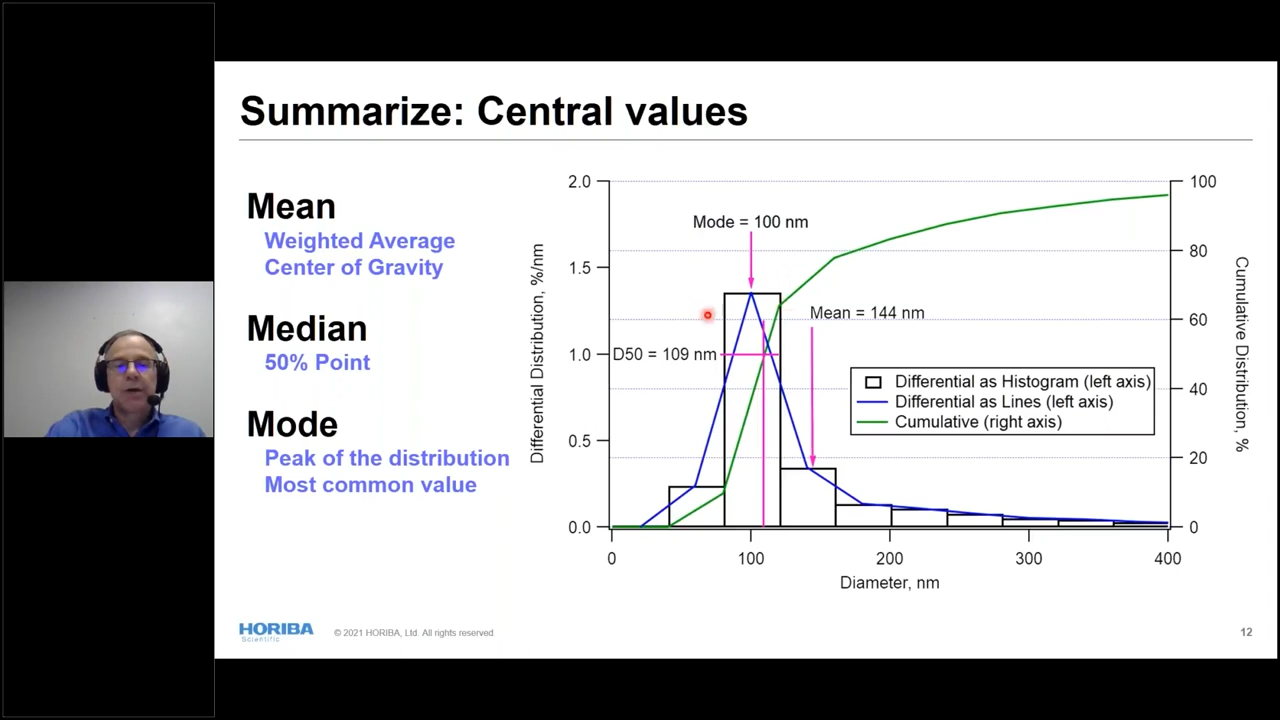 Summarize: Central values
Mean
Weighted Average
Center of Gravity
Median
50% Point
Mode
Peak of the distribution
Most common value
Differential Distribution, %/nm
2.0
1.5
1.0
0.5
0.0
Mode = 100 nm
Mean = 144 nm
D50 = 109 nm
Differential as Histogram (left axis)
Differential as Lines (left axis)
Cumulative (right axis)
100
80
60
40
20
0
Cumulative Distribution, %
0 100 200 300 400
Diameter, nm
HORIBA
Scientific
© 2021 HORIBA, Ltd. All rights reserved
12